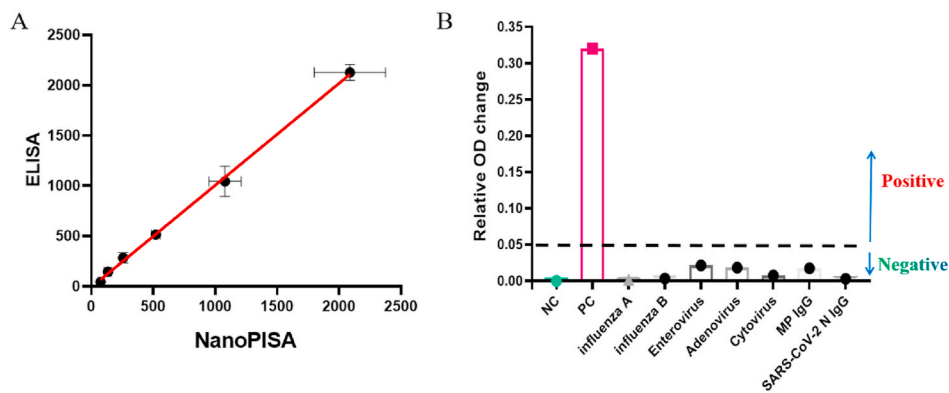 A
ELISA
2500
2000
1500
1000
500
0
0
500
1000
1500
2000
2500
NanoPISA
B
Relative OD change
0.35
0.30
0.25
0.20
0.15
0.10
0.05
0.00
Positive
Negative
NC
PC
influenza A
influenza B
Enterovirus
Adenovirus
Cytovirus
MP IgG
SARS-CoV-2 N IgG